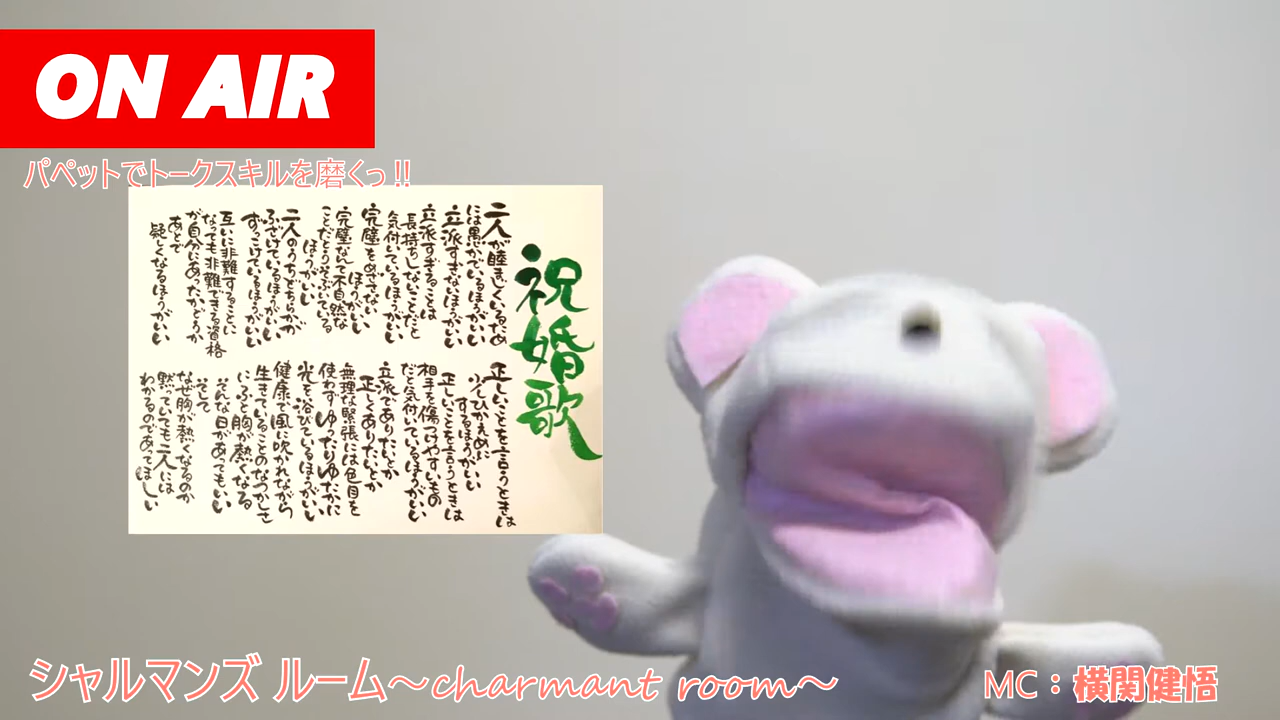 ON AIR
パペットでトークスキルを磨くっ!!
祝婚歌
二人が睦まじくいるため
には愚かでいるほうがいい
立派すぎないほうがいい
立派すぎることは
長持ちしないことだと
気付いているほうがいい
完璧をめざさない
ほうがいい
完璧なんて不自然な
ことだとうそぶいている
ほうがいい
二人のうちどちらかが
ふざけているほうがいい
ずっこけているほうがいい
互いに非難することに
なっても非難できる資格
が自分にあったかどうか
あとで
疑しくなるほうがいい
正しいことを言うときは
少しひかえめに
するほうがいい
正しいことを言うときは
相手を傷つけやすいもの
だと気付いているほうがいい
立派でありたいとか
正しくありたいとか
無理な緊張には色目を
使わずゆったりゆたかに
光を浴びているほうがいい
健康で風に吹かれながら
生きていることのなつかしさ
にふと胸が熱くなる
そんな日があってもいい
そして
なぜ胸が熱くなるのか
黙っていても二人には
わかるのであってほしい
シャルマンズ ルーム〜charmant room〜
MC：横関健悟